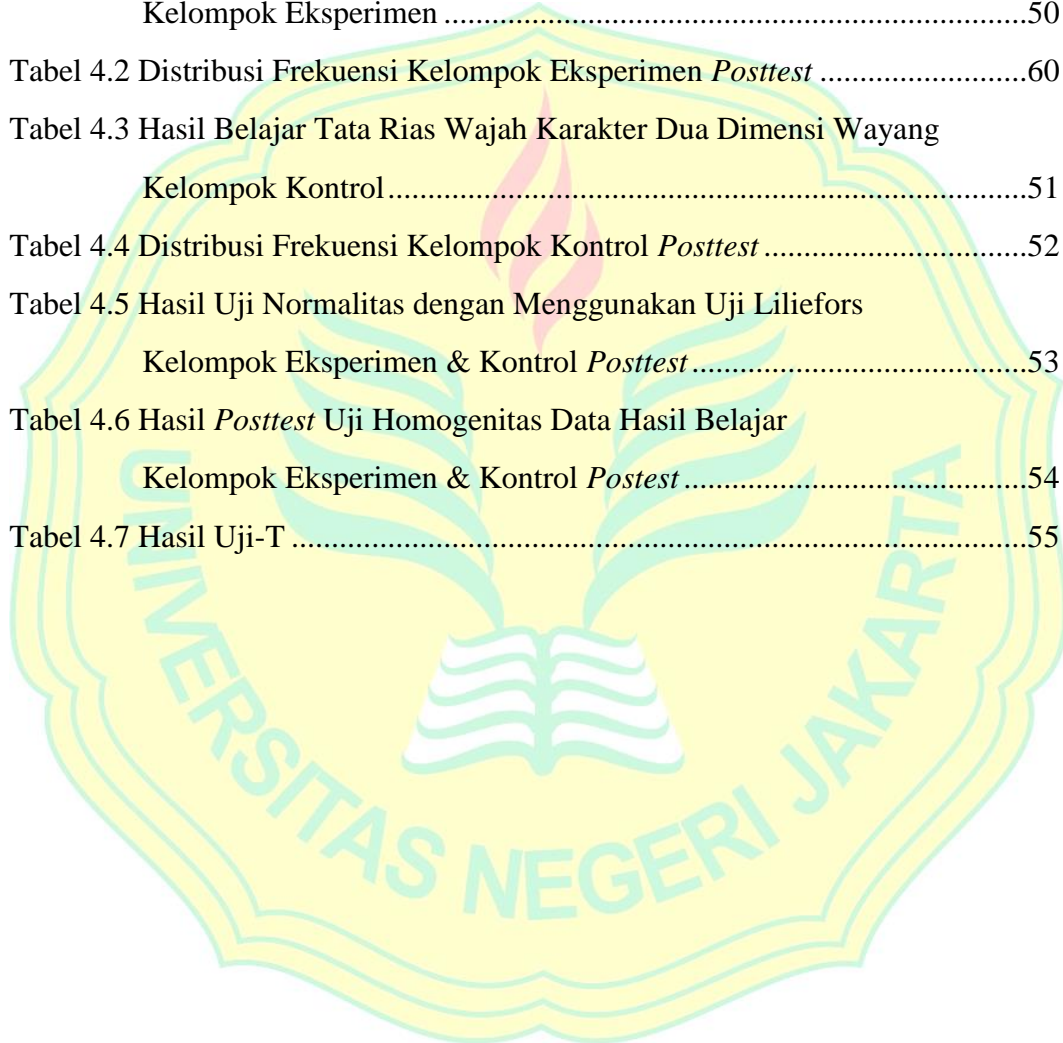 Kelompok Eksperimen ....................................................................................50
Tabel 4.2 Distribusi Frekuensi Kelompok Eksperimen Posttest ..........................60
Tabel 4.3 Hasil Belajar Tata Rias Wajah Karakter Dua Dimensi Wayang
Kelompok Kontrol..........................................................................................51
Tabel 4.4 Distribusi Frekuensi Kelompok Kontrol Posttest .................................52
Tabel 4.5 Hasil Uji Normalitas dengan Menggunakan Uji Liliefors
Kelompok Eksperimen & Kontrol Posttest ..........................................53
Tabel 4.6 Hasil Posttest Uji Homogenitas Data Hasil Belajar
Kelompok Eksperimen & Kontrol Postest ...........................................54
Tabel 4.7 Hasil Uji-T ...........................................................................................55
UNIVERSITAS NEGERI JAKARTA